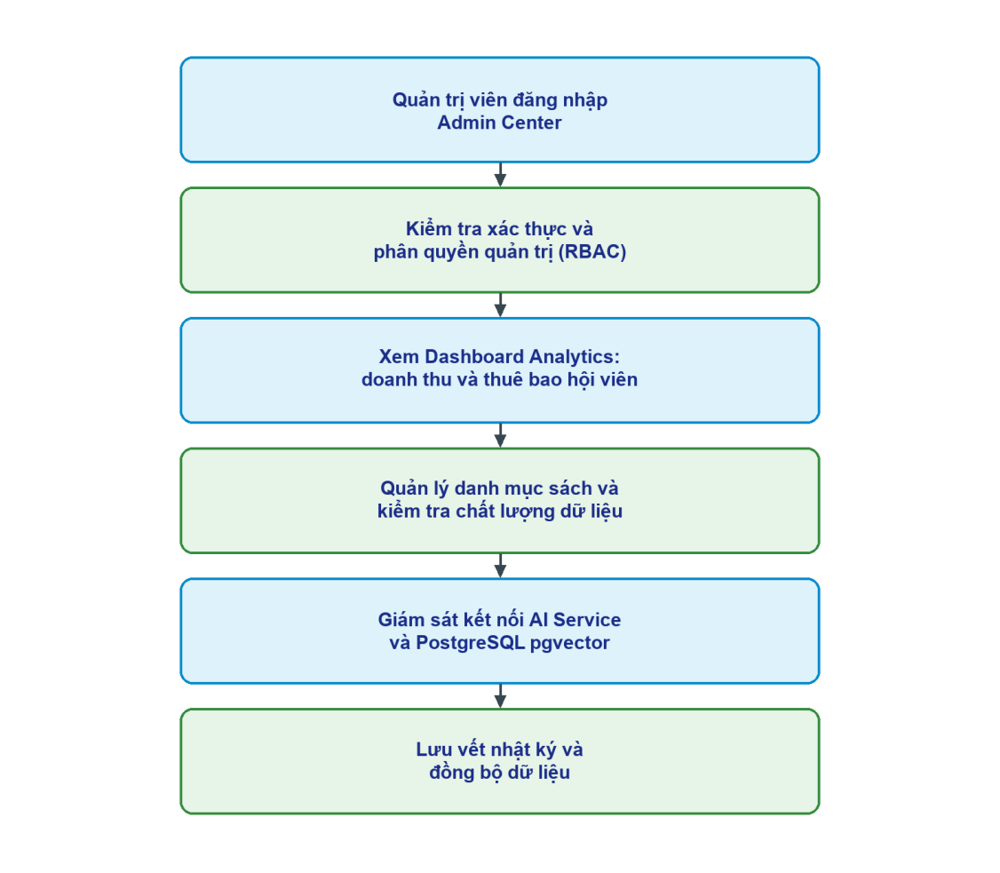 Quản trị viên đăng nhập
Admin Center
Kiểm tra xác thực và
phân quyền quản trị (RBAC)
Xem Dashboard Analytics:
doanh thu và thuê bao hội viên
Quản lý danh mục sách và
kiểm tra chất lượng dữ liệu
Giám sát kết nối AI Service
và PostgreSQL pgvector
Lưu vết nhật ký và
đồng bộ dữ liệu